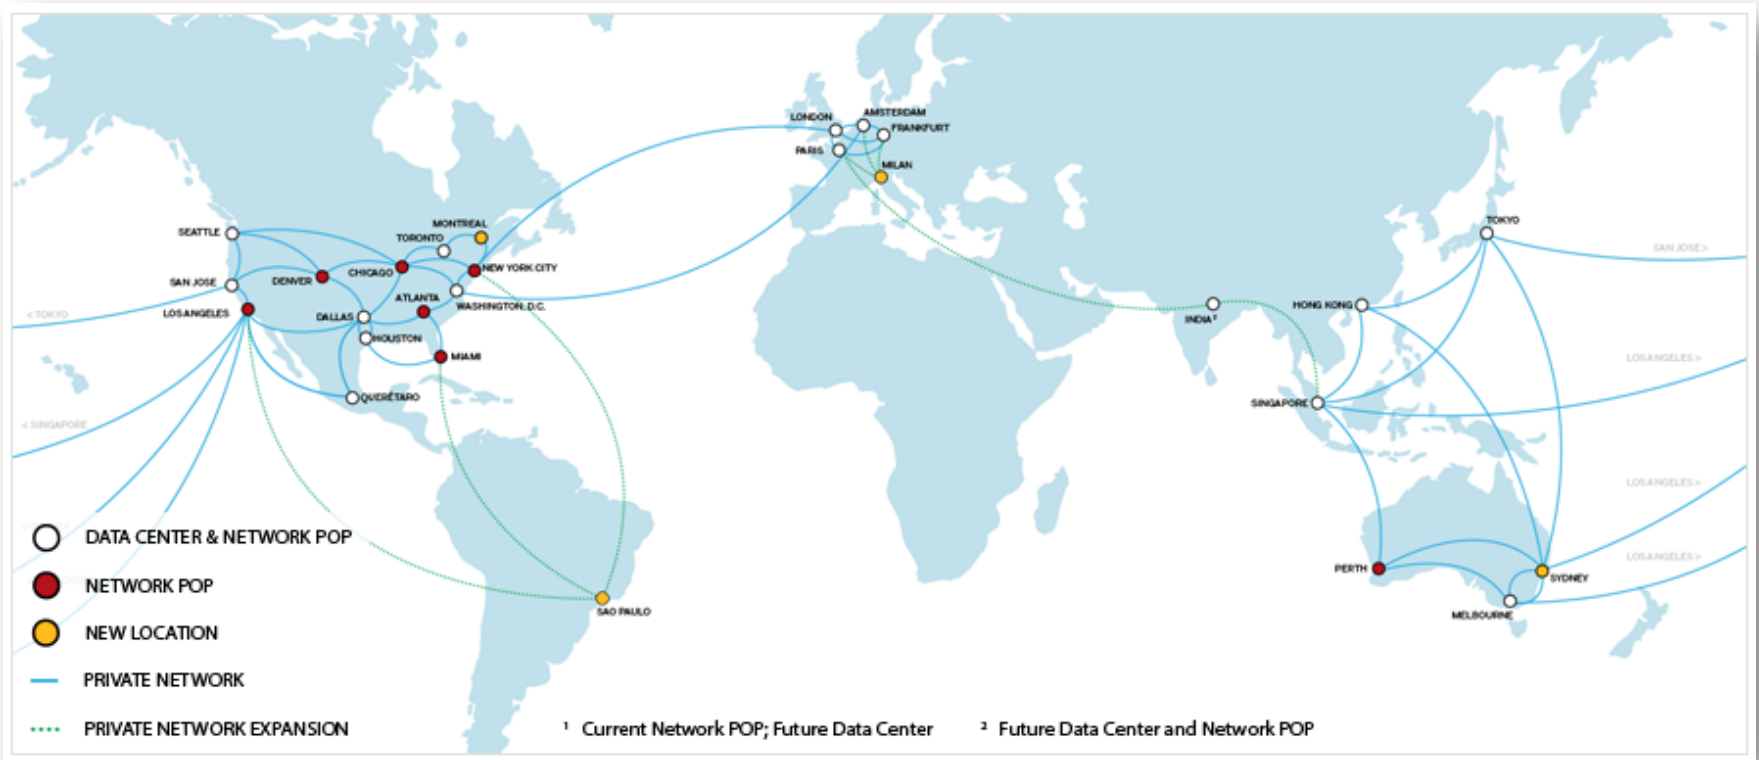 AMSTERDAM
LONDON
FRANKFURT
PARIS
MILAN
SEATTLE
MONTREAL
TORONTO
TOKYO
SAN JOSE >
SAN JOSE
DENVER
CHICAGO
NEW YORK CITY
ATLANTA
WASHINGTON, D.C.
< TOKYO
LOS ANGELES
DALLAS
HOUSTON
MIAMI
HONG KONG
INDIA²
LOS ANGELES >
QUERÉTARO
SINGAPORE
< SINGAPORE
LOS ANGELES >
DATA CENTER & NETWORK POP
LOS ANGELES >
PERTH
SYDNEY
NETWORK POP
SAO PAULO
MELBOURNE
NEW LOCATION
PRIVATE NETWORK
PRIVATE NETWORK EXPANSION
¹ Current Network POP; Future Data Center
² Future Data Center and Network POP